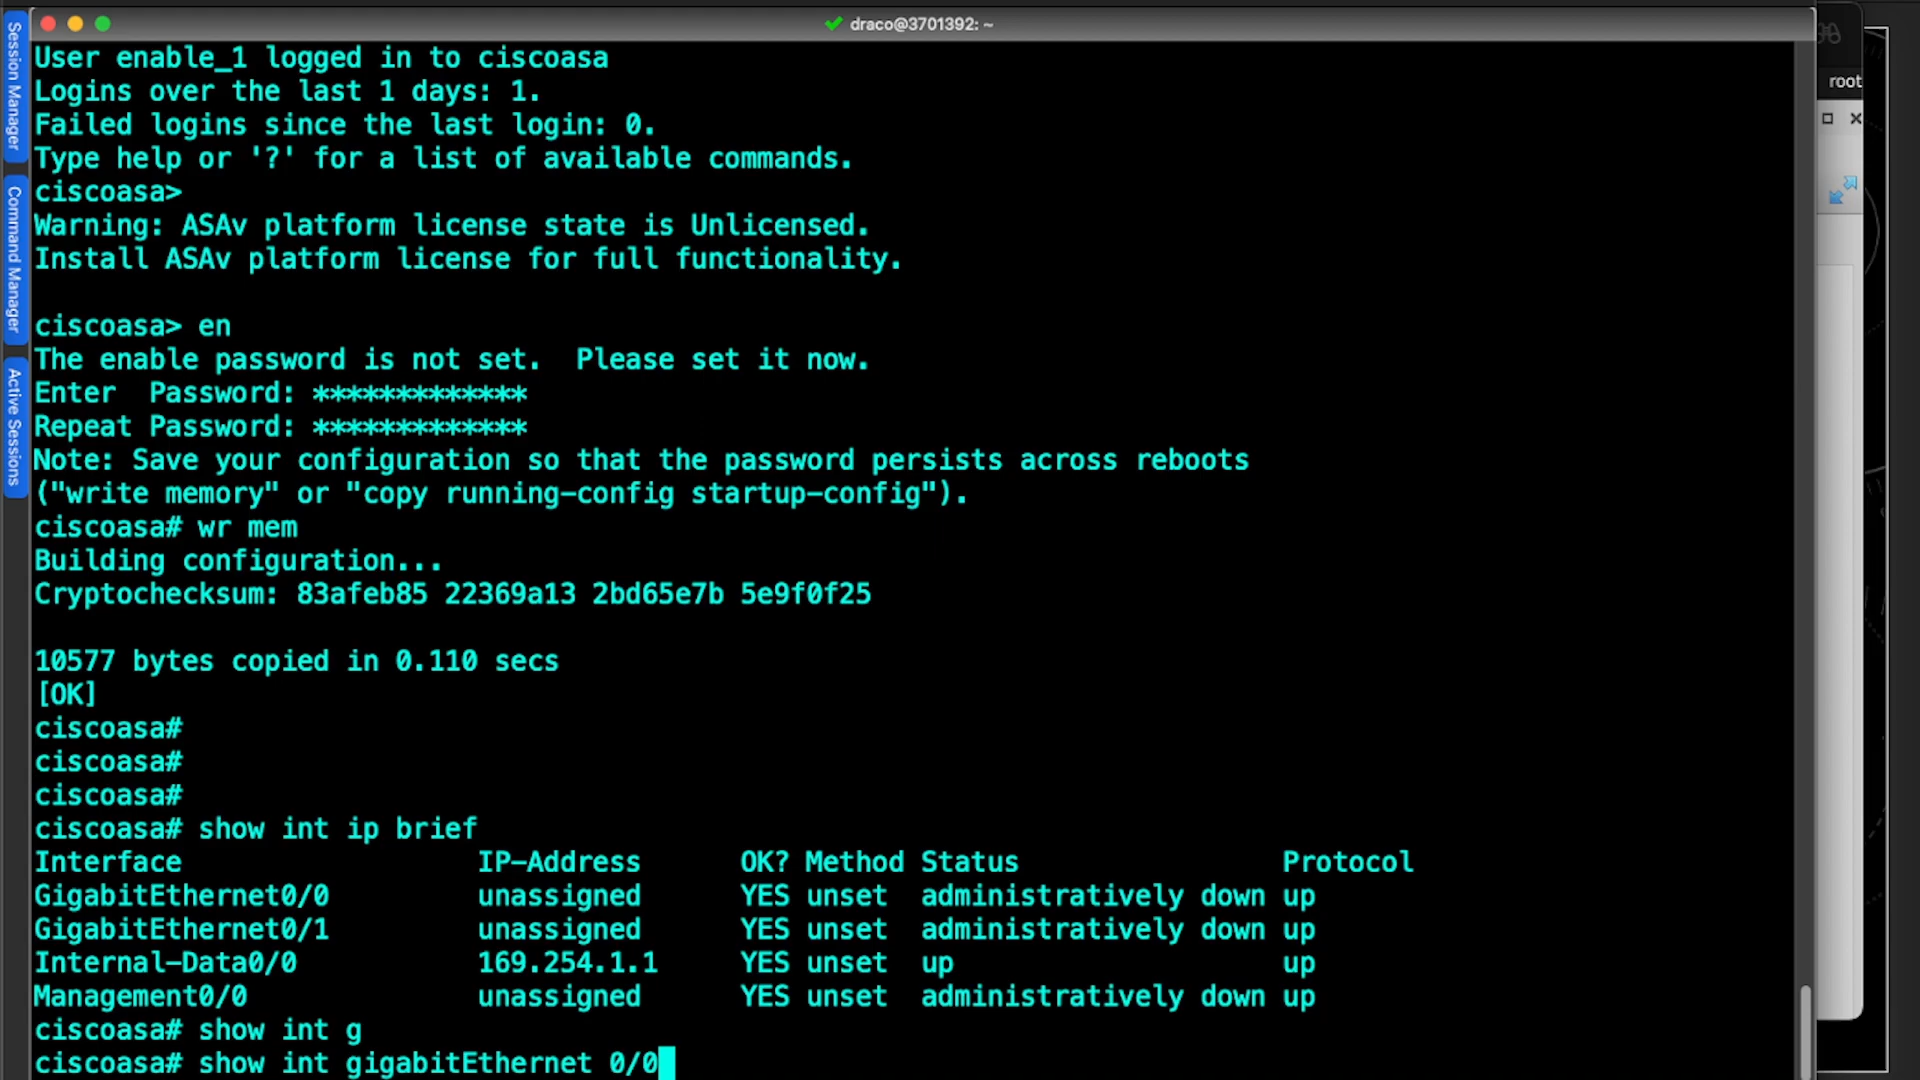 draco@3701392: ~
Session Manager
Command Manager
Active Sessions
root
User enable_1 logged in to ciscoasa
Logins over the last 1 days: 1.
Failed logins since the last login: 0.
Type help or '?' for a list of available commands.
ciscoasa>
Warning: ASAv platform license state is Unlicensed.
Install ASAv platform license for full functionality.
ciscoasa> en
The enable password is not set.  Please set it now.
Enter  Password: *************
Repeat Password: *************
Note: Save your configuration so that the password persists across reboots
("write memory" or "copy running-config startup-config").
ciscoasa# wr mem
Building configuration...
Cryptochecksum: 83afeb85 22369a13 2bd65e7b 5e9f0f25
10577 bytes copied in 0.110 secs
[OK]
ciscoasa#
ciscoasa#
ciscoasa#
ciscoasa# show int ip brief
Interface                  IP-Address      OK? Method Status                Protocol
GigabitEthernet0/0         unassigned      YES unset  administratively down up
GigabitEthernet0/1         unassigned      YES unset  administratively down up
Internal-Data0/0           169.254.1.1     YES unset  up                    up
Management0/0              unassigned      YES unset  administratively down up
ciscoasa# show int g
ciscoasa# show int gigabitEthernet 0/0